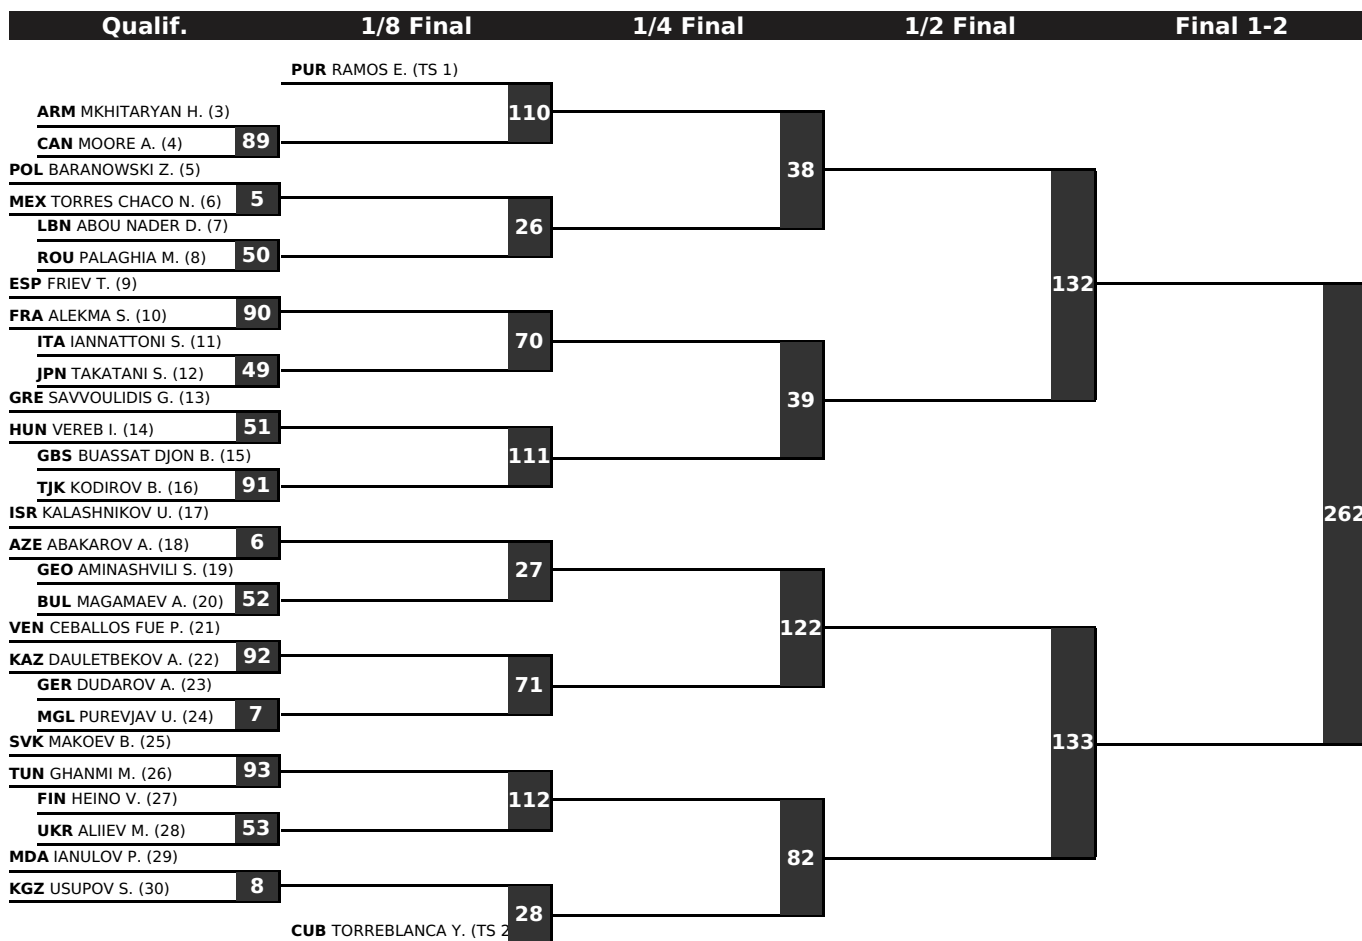 Qualif. 1/8 Final 1/4 Final 1/2 Final Final 1-2
PUR RAMOS E. (TS 1)
110
ARM MKHITARYAN H. (3)
CAN MOORE A. (4) 89
38
POL BARANOWSKI Z. (5)
MEX TORRES CHACO N. (6) 5
26
LBN ABOU NADER D. (7)
ROU PALAGHIA M. (8) 50
132
ESP FRIEV T. (9)
FRA ALEKMA S. (10) 90
70
ITA IANNATTONI S. (11)
JPN TAKATANI S. (12) 49
39
GRE SAVVOULIDIS G. (13)
HUN VEREB I. (14) 51
111
GBS BUASSAT DJON B. (15)
TJK KODIROV B. (16) 91
262
ISR KALASHNIKOV U. (17)
AZE ABAKAROV A. (18) 6
27
GEO AMINASHVILI S. (19)
BUL MAGAMAEV A. (20) 52
122
VEN CEBALLOS FUE P. (21)
KAZ DAULETBEKOV A. (22) 92
71
GER DUDAROV A. (23)
MGL PUREVJAV U. (24) 7
133
SVK MAKOEV B. (25)
TUN GHANMI M. (26) 93
112
FIN HEINO V. (27)
UKR ALIIEV M. (28) 53
82
MDA IANULOV P. (29)
KGZ USUPOV S. (30) 8
28
CUB TORREBLANCA Y. (TS 2